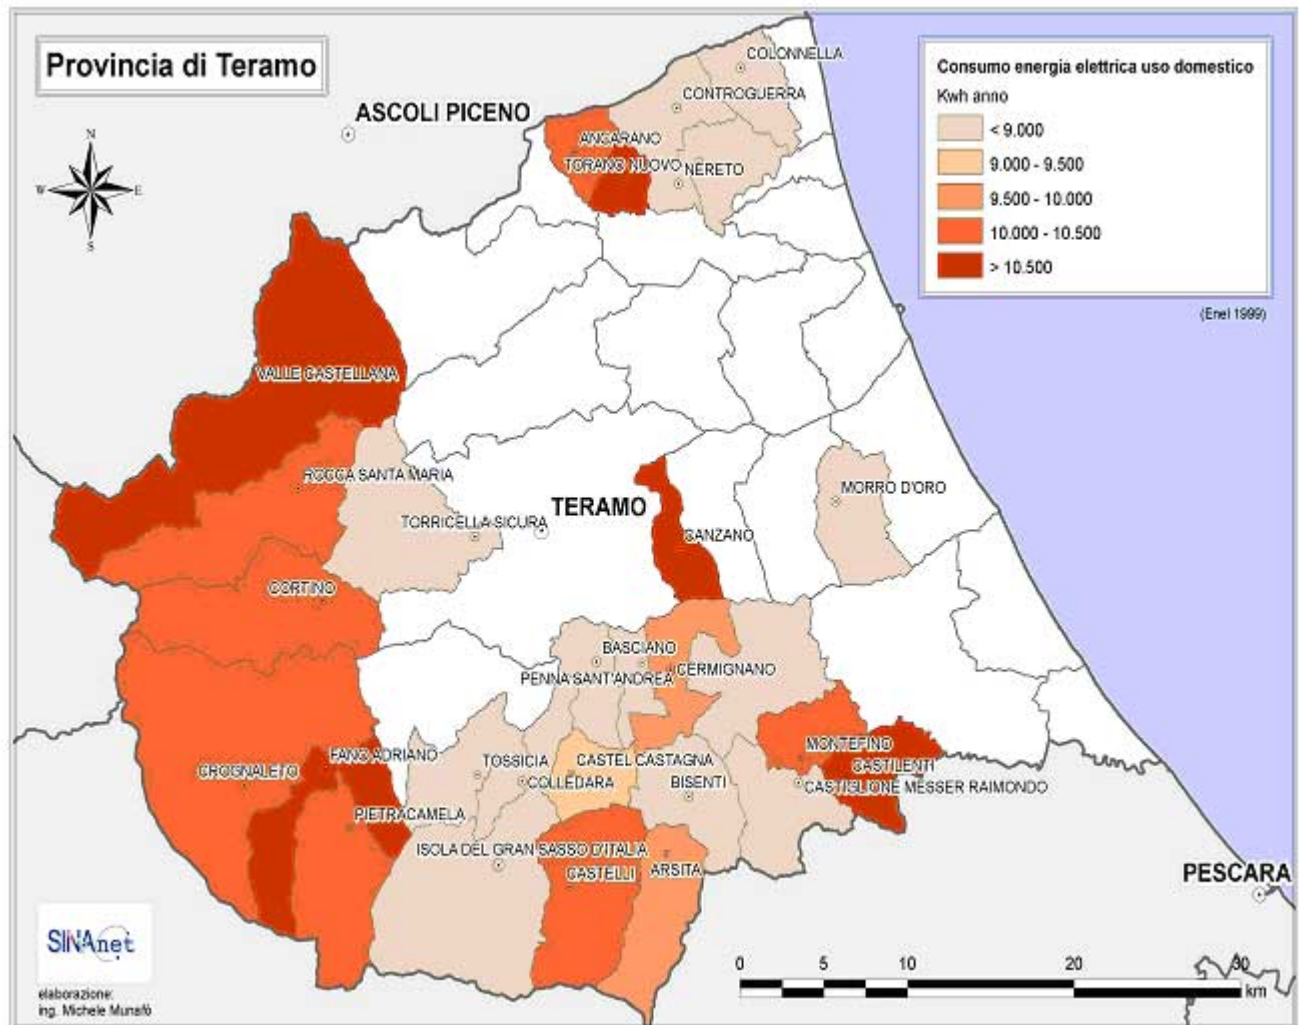 Provincia di Teramo
N
W
E
S
ASCOLI PICENO
COLONNELLA
CONTROGUERRA
ANCARANO
TORANO NUOVO
NERETO
Consumo energia elettrica uso domestico
Kwh anno
< 9.000
9.000 - 9.500
9.500 - 10.000
10.000 - 10.500
> 10.500
(Enel 1999)
VALLE CASTELLANA
ROCCA SANTA MARIA
TORRICELLA SICURA
TERAMO
CANZANO
MORRO D'ORO
CORTINO
BASCIANO
PENNA SANT'ANDREA
CERMIGNANO
FANO ADRIANO
CROGNALETO
PIETRACAMELA
TOSSICIA
COLLEDARA
CASTEL CASTAGNA
BISENTI
MONTEFINO
CASTILENTI
CASTIGLIONE MESSER RAIMONDO
ISOLA DEL GRAN SASSO D'ITALIA
CASTELLI
ARSITA
PESCARA
SINAnet
elaborazione:
ing. Michele Munafò
0 5 10 20 30
km